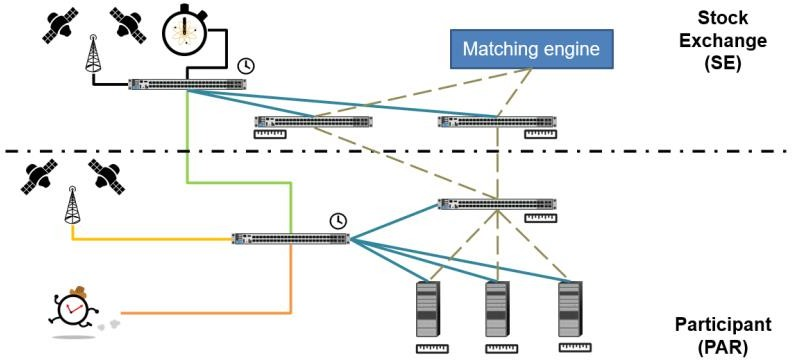 Stock
Exchange
(SE)
Matching engine
Participant
(PAR)